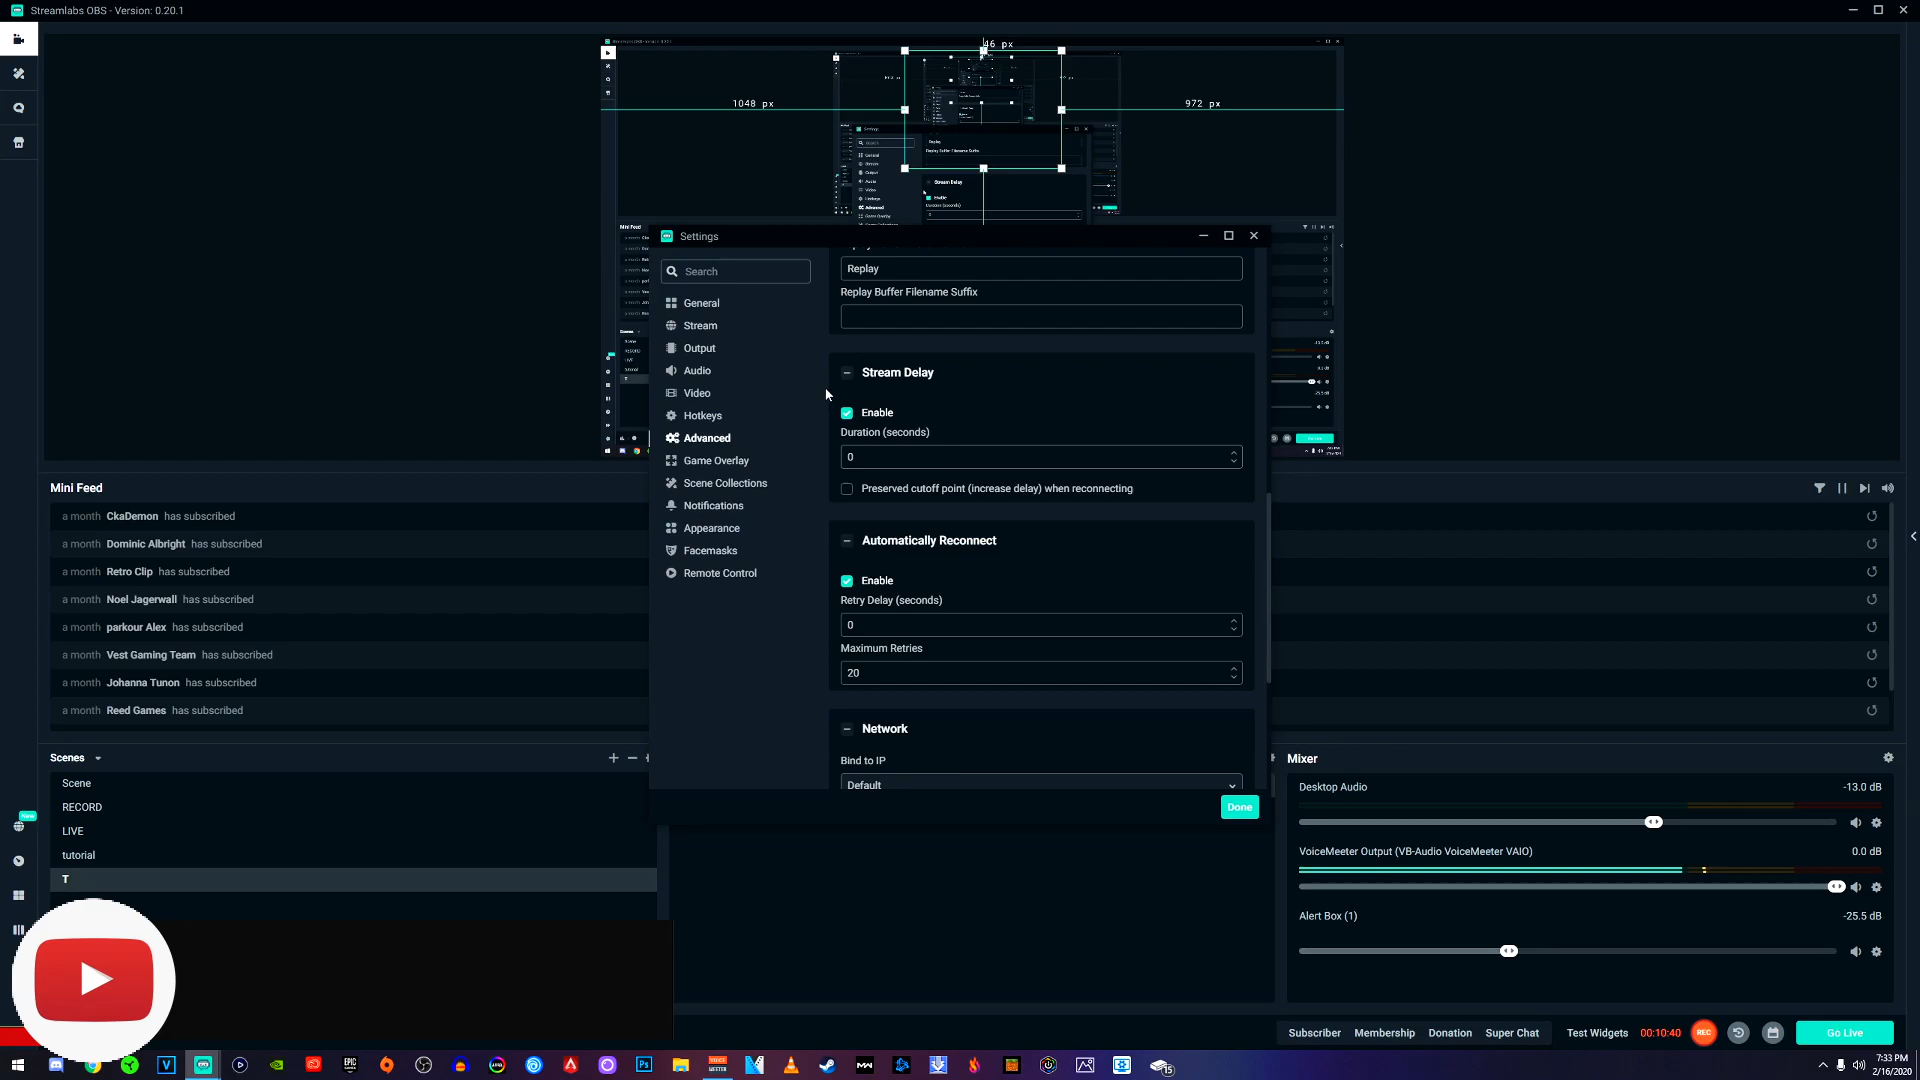 Streamlabs OBS - Version: 0.20.1
46 px
1048 px
972 px
Settings
Search
General
Stream
Output
Audio
Video
Hotkeys
Advanced
Game Overlay
Scene Collections
Notifications
Appearance
Facemasks
Remote Control
Replay
Replay Buffer Filename Suffix
Stream Delay
Enable
Duration (seconds)
0
Preserved cutoff point (increase delay) when reconnecting
Automatically Reconnect
Enable
Retry Delay (seconds)
0
Maximum Retries
20
Network
Bind to IP
Default
Done
Mini Feed
a month CkaDemon has subscribed
a month Dominic Albright has subscribed
a month Retro Clip has subscribed
a month Noel Jagerwall has subscribed
a month parkour Alex has subscribed
a month Vest Gaming Team has subscribed
a month Johanna Tunon has subscribed
a month Reed Games has subscribed
Scenes
Scene
RECORD
LIVE
tutorial
T
New
Mixer
Desktop Audio -13.0 dB
VoiceMeeter Output (VB-Audio VoiceMeeter VAIO) 0.0 dB
Alert Box (1) -25.5 dB
Subscriber Membership Donation Super Chat Test Widgets 00:10:40 REC Go Live
7:33 PM
2/16/2020